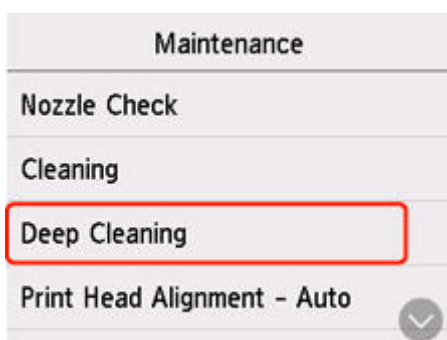 Maintenance
Nozzle Check
Cleaning
Deep Cleaning
Print Head Alignment - Auto